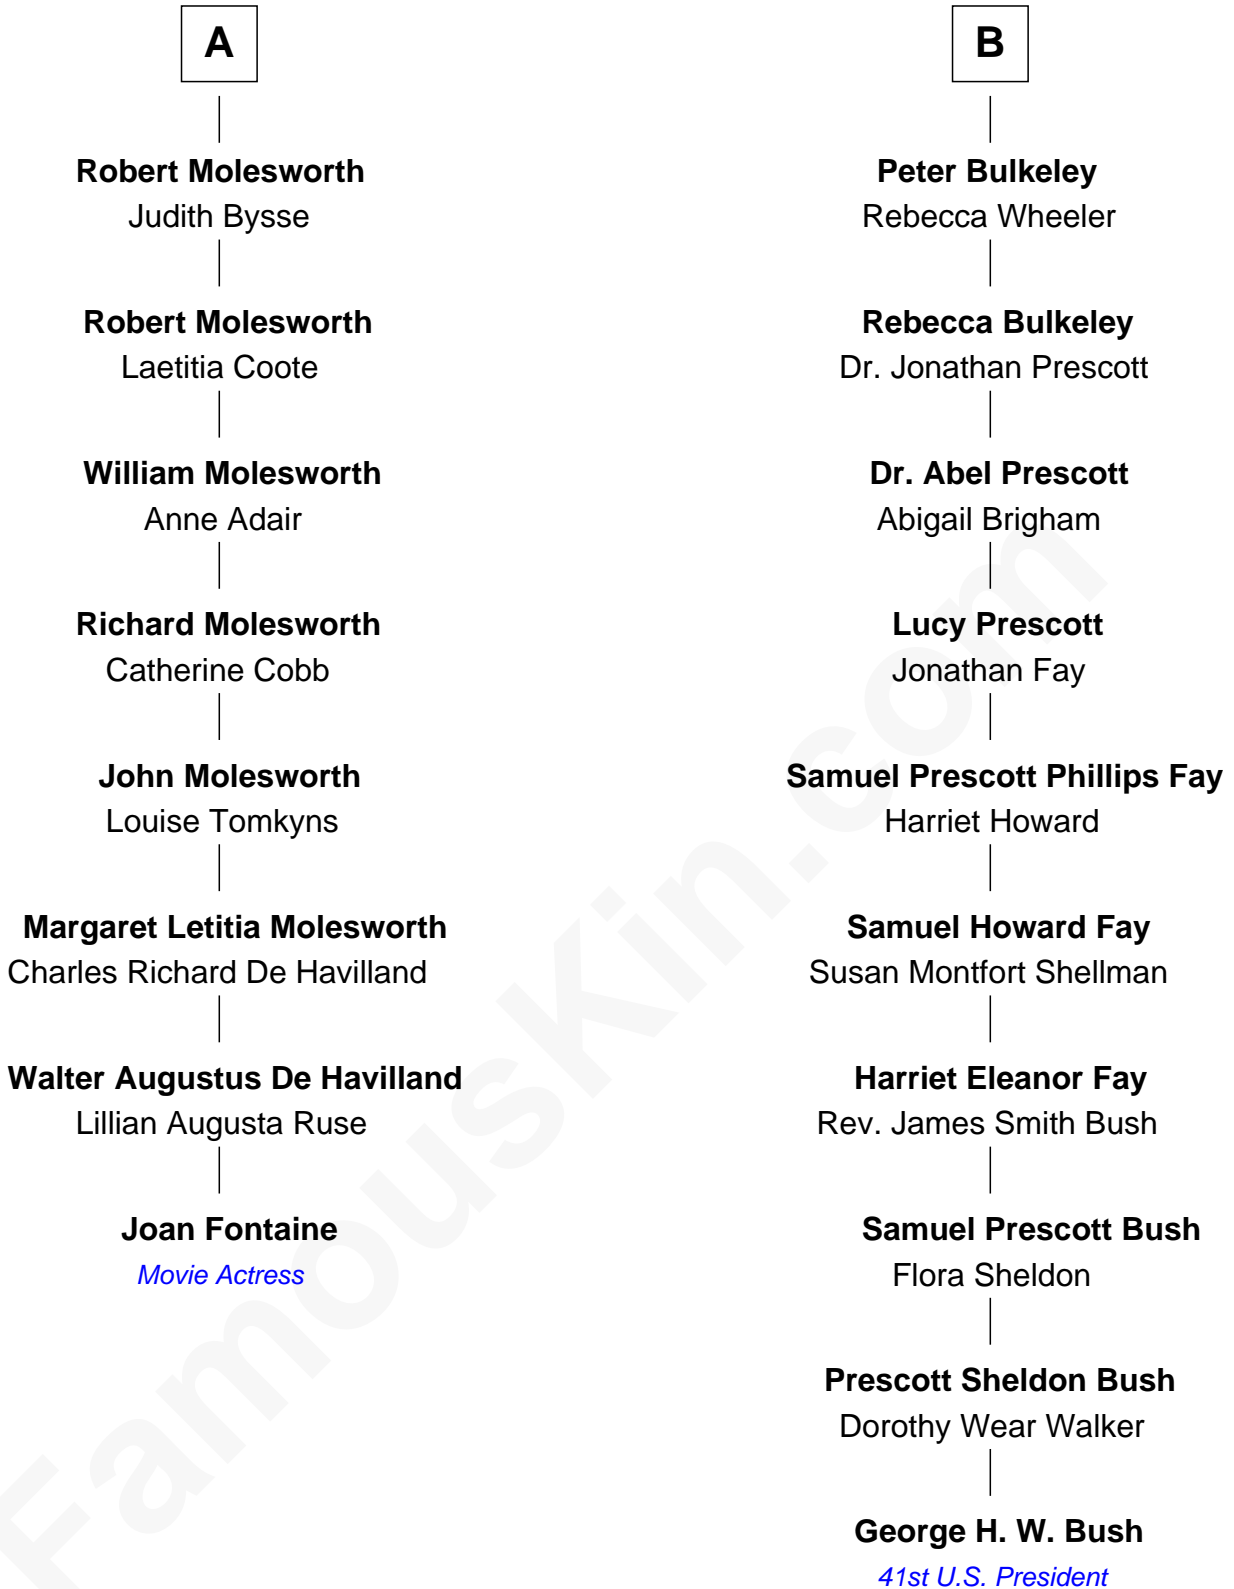 A
Robert Molesworth
Judith Bysse
Robert Molesworth
Laetitia Coote
William Molesworth
Anne Adair
Richard Molesworth
Catherine Cobb
John Molesworth
Louise Tomkyns
Margaret Letitia Molesworth
Charles Richard De Havilland
Walter Augustus De Havilland
Lillian Augusta Ruse
Joan Fontaine
Movie Actress
B
Peter Bulkeley
Rebecca Wheeler
Rebecca Bulkeley
Dr. Jonathan Prescott
Dr. Abel Prescott
Abigail Brigham
Lucy Prescott
Jonathan Fay
Samuel Prescott Phillips Fay
Harriet Howard
Samuel Howard Fay
Susan Montfort Shellman
Harriet Eleanor Fay
Rev. James Smith Bush
Samuel Prescott Bush
Flora Sheldon
Prescott Sheldon Bush
Dorothy Wear Walker
George H. W. Bush
41st U.S. President
FamousKin.com